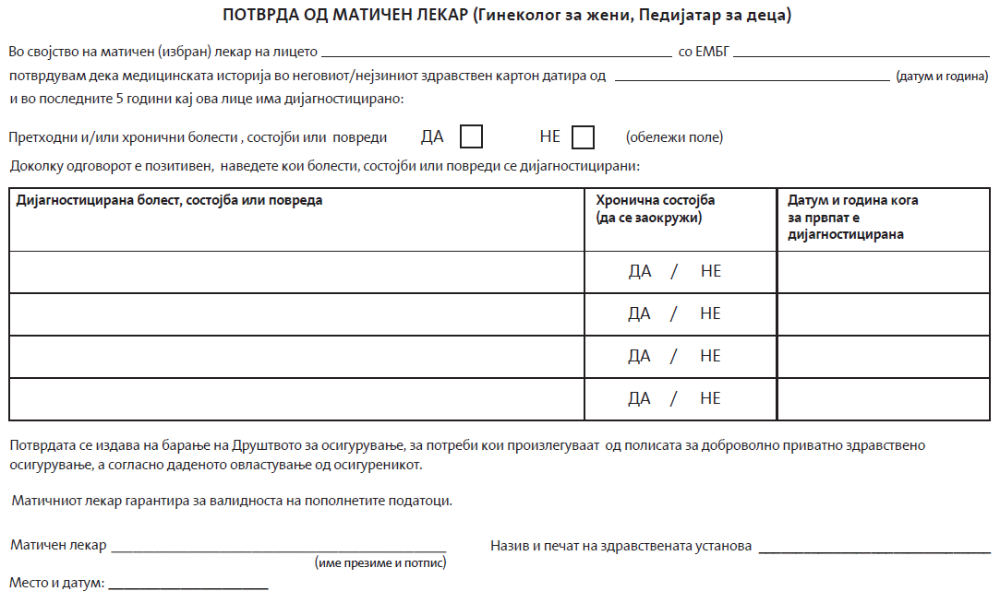 ПОТВРДА ОД МАТИЧЕН ЛЕКАР (Гинеколог за жени, Педијатар за деца)
Во својство на матичен (избран) лекар на лицето ___ со ЕМБГ ___
потврдувам дека медицинската историја во неговиот/нејзиниот здравствен картон датира од ___ (датум и година)
и во последните 5 години кај ова лице има дијагностицирано:
Претходни и/или хронични болести , состојби или повреди ДА НЕ (обележи поле)
Доколку одговорот е позитивен, наведете кои болести, состојби или повреди се дијагностицирани:
Дијагностицирана болест, состојба или повреда
Хронична состојба
(да се заокружи)
Датум и година кога
за првпат е
дијагностицирана
ДА / НЕ
ДА / НЕ
ДА / НЕ
ДА / НЕ
Потврдата се издава на барање на Друштвото за осигурување, за потреби кои произлегуваат од полисата за доброволно приватно здравствено
осигурување, а согласно даденото овластување од осигуреникот.
Матичниот лекар гарантира за валидноста на пополнетите податоци.
Матичен лекар ___ Назив и печат на здравствената установа ___
(име презиме и потпис)
Место и датум: ___